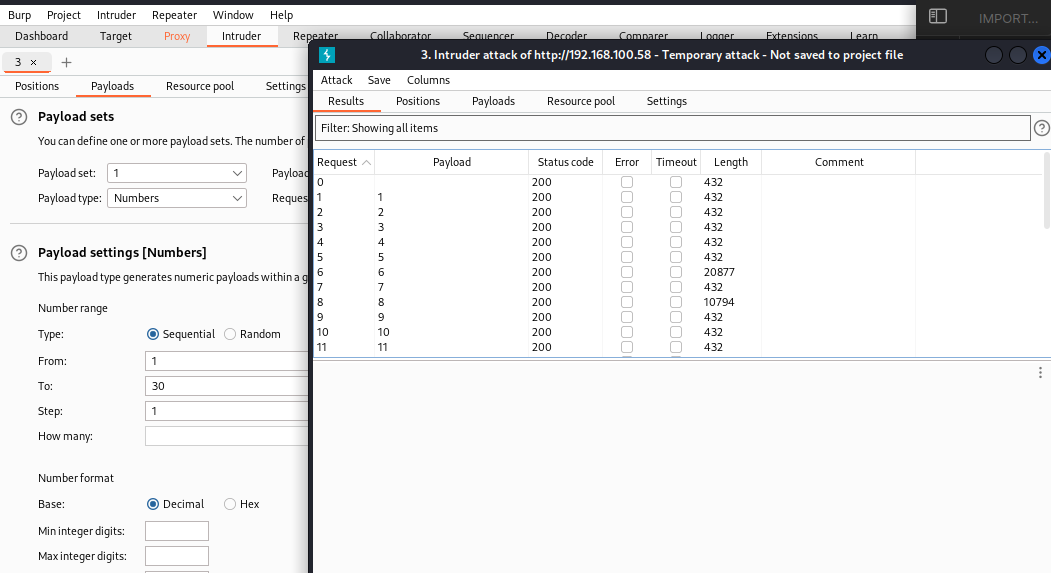 Burp Project Intruder Repeater Window Help
IMPORT...
Dashboard Target Proxy Intruder Repeater Collaborator Sequencer Decoder Comparer Logger Extensions Learn
3. Intruder attack of http://192.168.100.58 - Temporary attack - Not saved to project file
3 × +
Positions Payloads Resource pool Settings
Attack Save Columns
Results Positions Payloads Resource pool Settings
? Payload sets
You can define one or more payload sets. The number of
Payload set: 1 Payload
Payload type: Numbers Reques
? Payload settings [Numbers]
This payload type generates numeric payloads within a g
Number range
Type: Sequential Random
From: 1
To: 30
Step: 1
How many:
Number format
Base: Decimal Hex
Min integer digits:
Max integer digits:
Filter: Showing all items ?
Request Payload Status code Error Timeout Length Comment
0 200 432
1 1 200 432
2 2 200 432
3 3 200 432
4 4 200 432
5 5 200 432
6 6 200 20877
7 7 200 432
8 8 200 10794
9 9 200 432
10 10 200 432
11 11 200 432